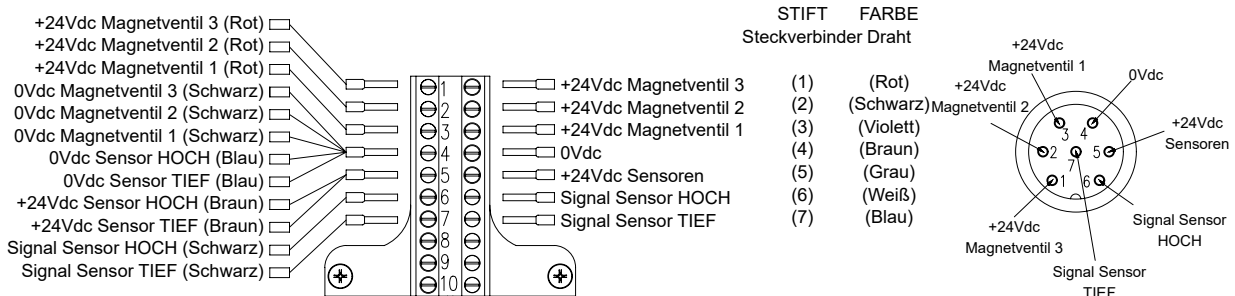 +24Vdc Magnetventil 3 (Rot)
+24Vdc Magnetventil 2 (Rot)
+24Vdc Magnetventil 1 (Rot)
0Vdc Magnetventil 3 (Schwarz)
0Vdc Magnetventil 2 (Schwarz)
0Vdc Magnetventil 1 (Schwarz)
0Vdc Sensor HOCH (Blau)
0Vdc Sensor TIEF (Blau)
+24Vdc Sensor HOCH (Braun)
+24Vdc Sensor TIEF (Braun)
Signal Sensor HOCH (Schwarz)
Signal Sensor TIEF (Schwarz)
1
2
3
4
5
6
7
8
9
10
STIFT FARBE
Steckverbinder Draht
+24Vdc Magnetventil 3 (1) (Rot)
+24Vdc Magnetventil 2 (2) (Schwarz)
+24Vdc Magnetventil 1 (3) (Violett)
0Vdc (4) (Braun)
+24Vdc Sensoren (5) (Grau)
Signal Sensor HOCH (6) (Weiß)
Signal Sensor TIEF (7) (Blau)
+24Vdc
Magnetventil 1
0Vdc
+24Vdc
Magnetventil 2
+24Vdc
Sensoren
3 4
2 5
7
1 6
+24Vdc
Magnetventil 3
Signal Sensor
HOCH
Signal Sensor
TIEF